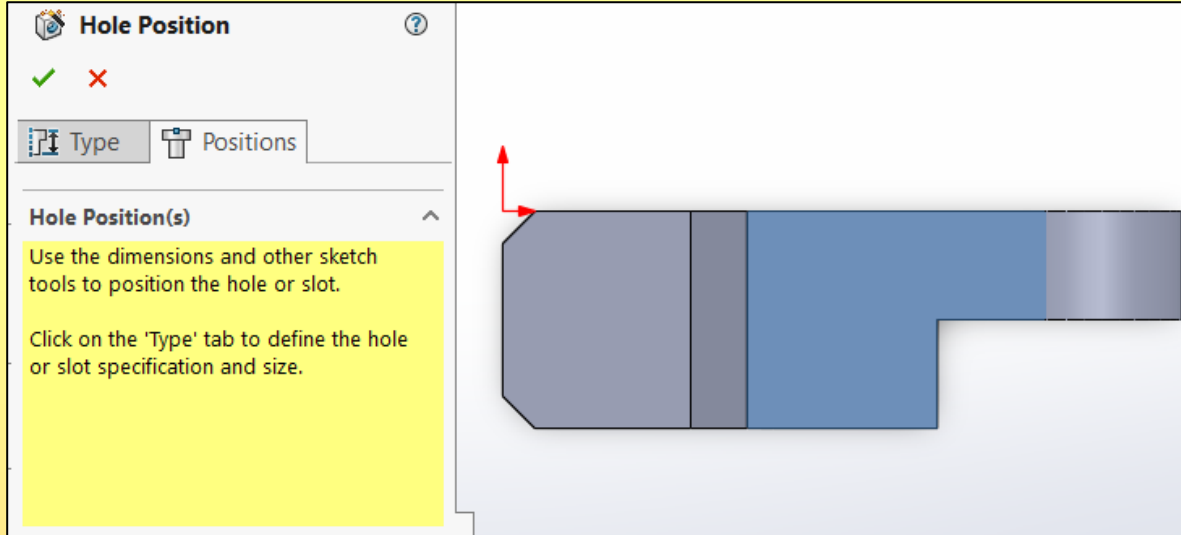 Hole Position
Type
Positions
Hole Position(s)
Use the dimensions and other sketch
tools to position the hole or slot.
Click on the 'Type' tab to define the hole
or slot specification and size.